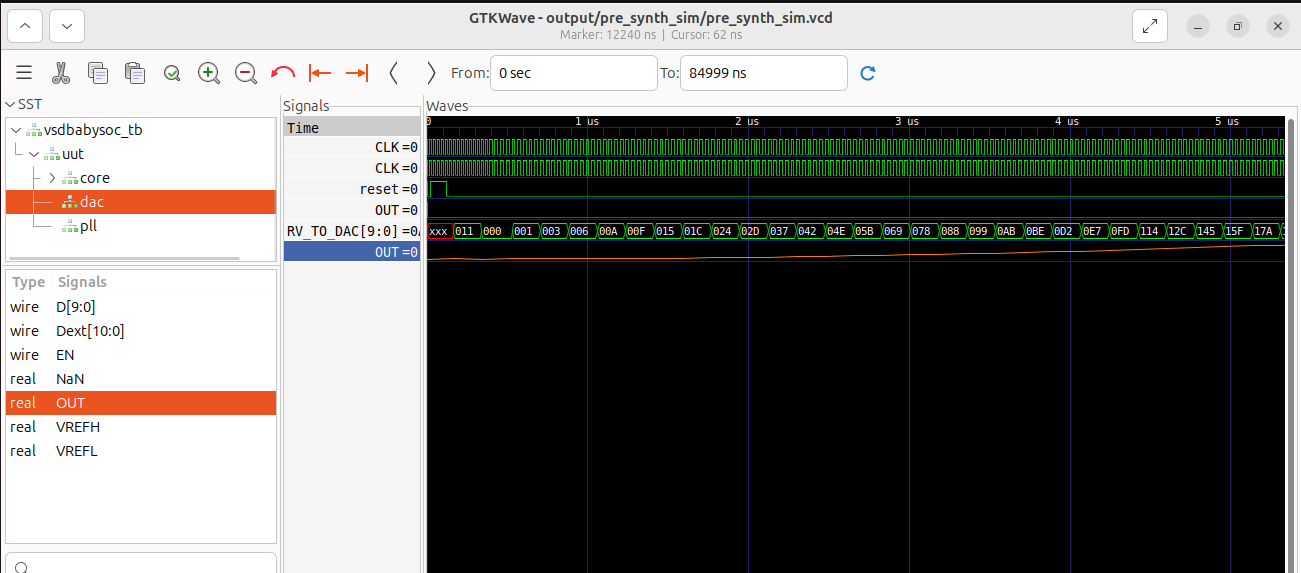 GTKWave - output/pre_synth_sim/pre_synth_sim.vcd
Marker: 12240 ns | Cursor: 62 ns
From: 0 sec To: 84999 ns
SST
vsdbabysoc_tb
uut
core
dac
pll
Type Signals
wire D[9:0]
wire Dext[10:0]
wire EN
real NaN
real OUT
real VREFH
real VREFL
Signals
Time
CLK =0
CLK =0
reset =0
OUT =0
RV_TO_DAC[9:0] =0
OUT =0
Waves
0 1 us 2 us 3 us 4 us 5 us
xxx 011 000 001 003 006 00A 00F 015 01C 024 02D 037 042 04E 05B 069 078 088 099 0AB 0BE 0D2 0E7 0FD 114 12C 145 15F 17A